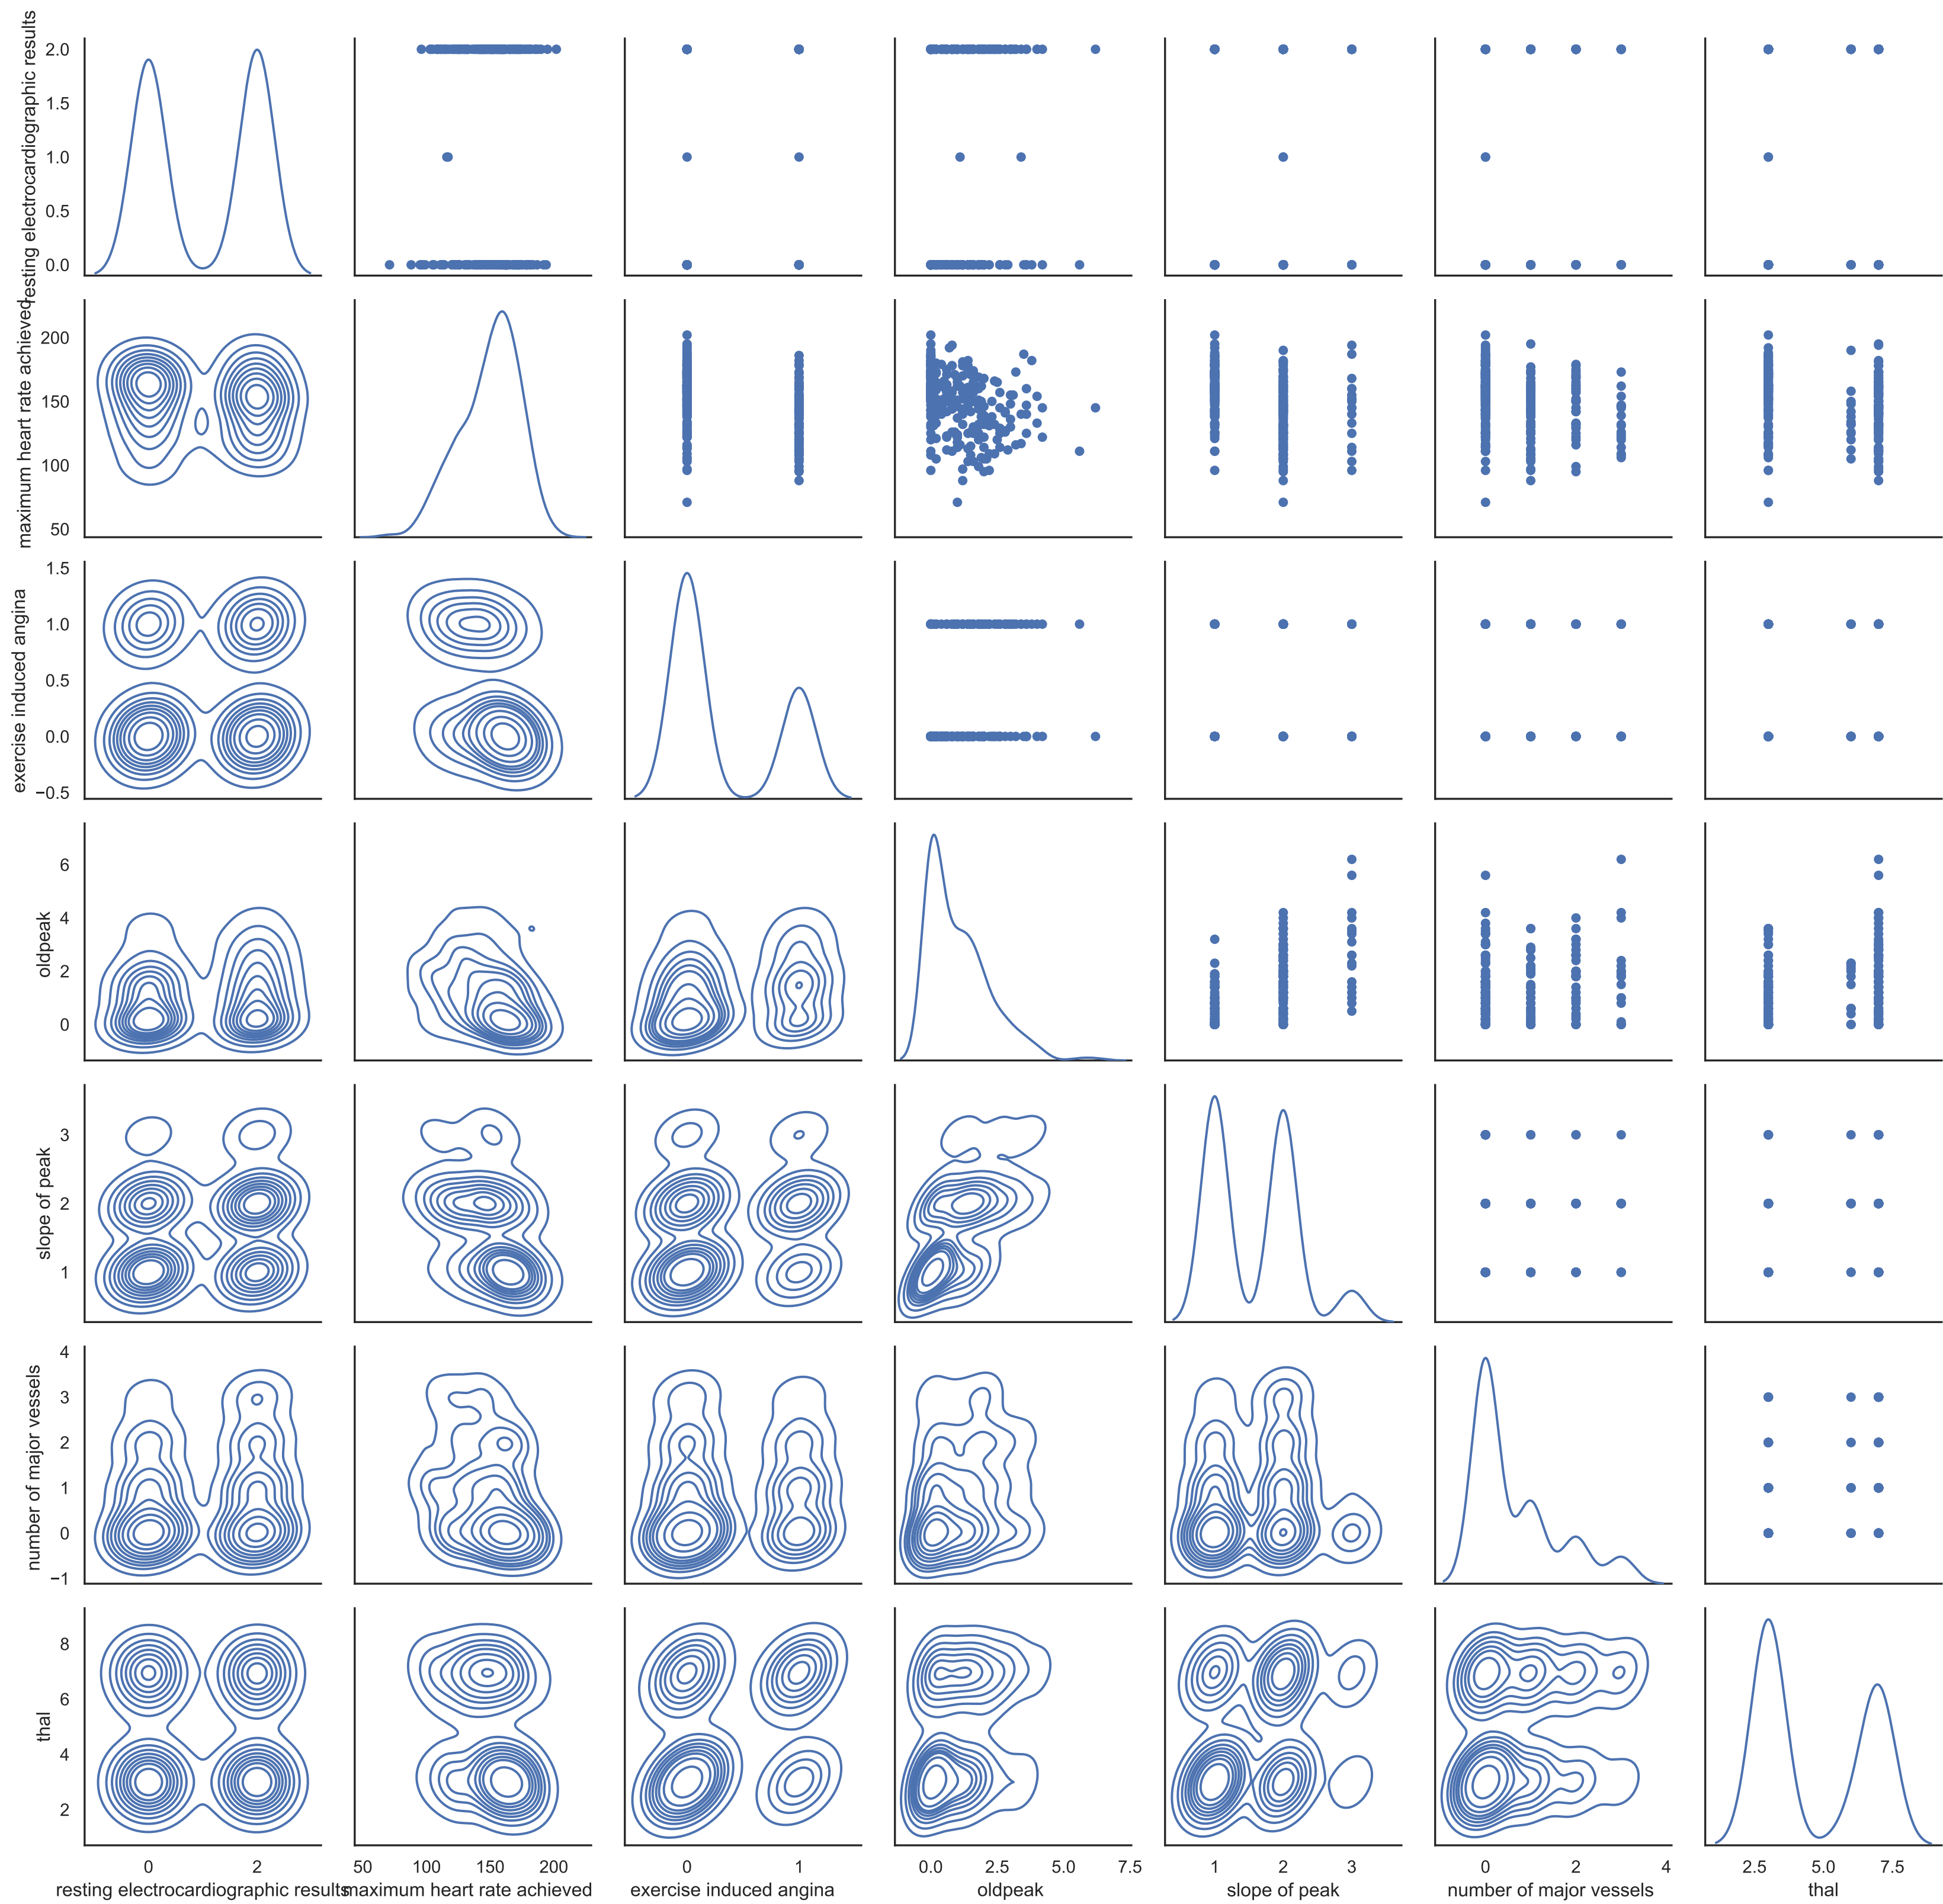 resting electrocardiographic results
2.0
1.5
1.0
0.5
0.0
maximum heart rate achieved
200
150
100
50
exercise induced angina
1.5
1.0
0.5
0.0
−0.5
oldpeak
6
4
2
0
slope of peak
3
2
1
number of major vessels
4
3
2
1
0
−1
thal
8
6
4
2
0 2
50 100 150 200
0 1
0.0 2.5 5.0 7.5
1 2 3
0 2 4
2.5 5.0 7.5
resting electrocardiographic results
maximum heart rate achieved
exercise induced angina
oldpeak
slope of peak
number of major vessels
thal